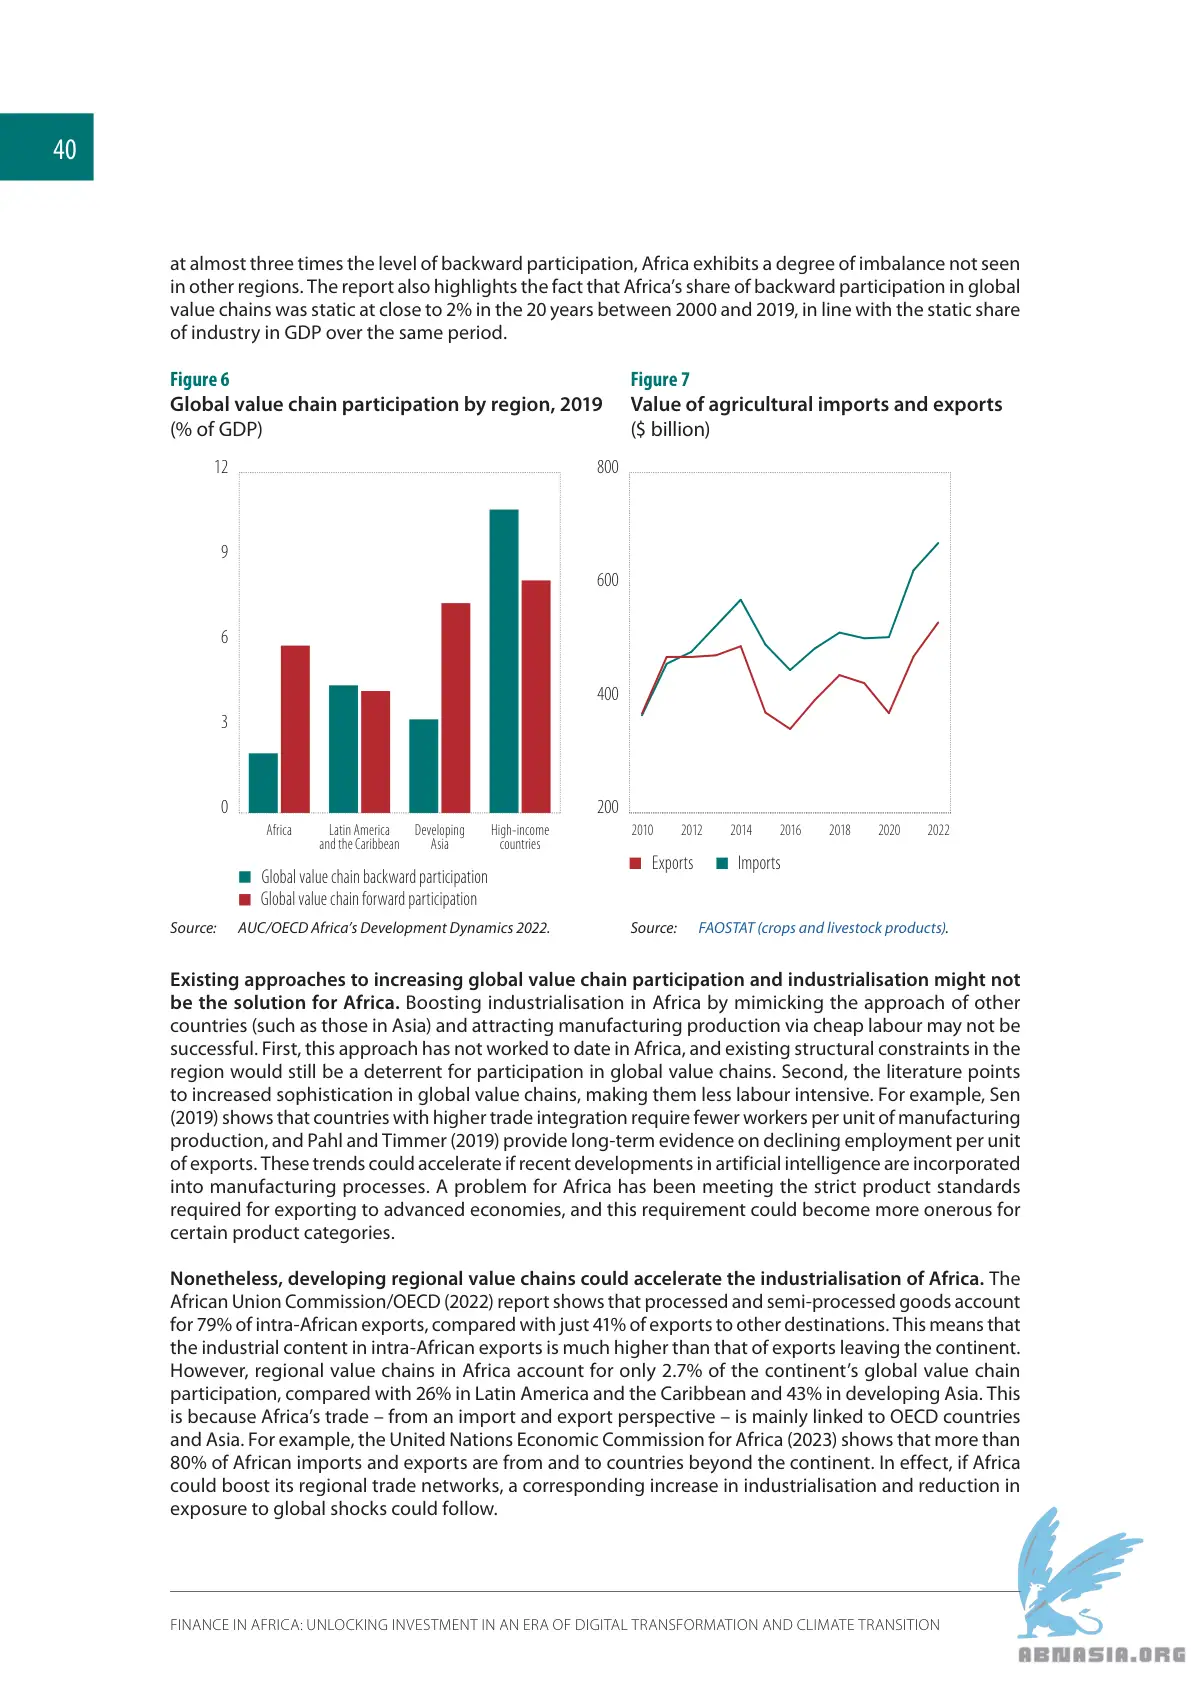 40
at almost three times the level of backward participation, Africa exhibits a degree of imbalance not seen
in other regions. The report also highlights the fact that Africa’s share of backward participation in global
value chains was static at close to 2% in the 20 years between 2000 and 2019, in line with the static share
of industry in GDP over the same period.
Figure 6
Global value chain participation by region, 2019
(% of GDP)
12
9
6
3
0
Africa
Latin America
and the Caribbean
Developing
Asia
High-income
countries
Global value chain backward participation
Global value chain forward participation
Source: AUC/OECD Africa’s Development Dynamics 2022.
Figure 7
Value of agricultural imports and exports
($ billion)
800
600
400
200
2010 2012 2014 2016 2018 2020 2022
Exports Imports
Source: FAOSTAT (crops and livestock products).
Existing approaches to increasing global value chain participation and industrialisation might not
be the solution for Africa. Boosting industrialisation in Africa by mimicking the approach of other
countries (such as those in Asia) and attracting manufacturing production via cheap labour may not be
successful. First, this approach has not worked to date in Africa, and existing structural constraints in the
region would still be a deterrent for participation in global value chains. Second, the literature points
to increased sophistication in global value chains, making them less labour intensive. For example, Sen
(2019) shows that countries with higher trade integration require fewer workers per unit of manufacturing
production, and Pahl and Timmer (2019) provide long-term evidence on declining employment per unit
of exports. These trends could accelerate if recent developments in artificial intelligence are incorporated
into manufacturing processes. A problem for Africa has been meeting the strict product standards
required for exporting to advanced economies, and this requirement could become more onerous for
certain product categories.
Nonetheless, developing regional value chains could accelerate the industrialisation of Africa. The
African Union Commission/OECD (2022) report shows that processed and semi-processed goods account
for 79% of intra-African exports, compared with just 41% of exports to other destinations. This means that
the industrial content in intra-African exports is much higher than that of exports leaving the continent.
However, regional value chains in Africa account for only 2.7% of the continent’s global value chain
participation, compared with 26% in Latin America and the Caribbean and 43% in developing Asia. This
is because Africa’s trade – from an import and export perspective – is mainly linked to OECD countries
and Asia. For example, the United Nations Economic Commission for Africa (2023) shows that more than
80% of African imports and exports are from and to countries beyond the continent. In effect, if Africa
could boost its regional trade networks, a corresponding increase in industrialisation and reduction in
exposure to global shocks could follow.
FINANCE IN AFRICA: UNLOCKING INVESTMENT IN AN ERA OF DIGITAL TRANSFORMATION AND CLIMATE TRANSITION
ABNASIA.ORG